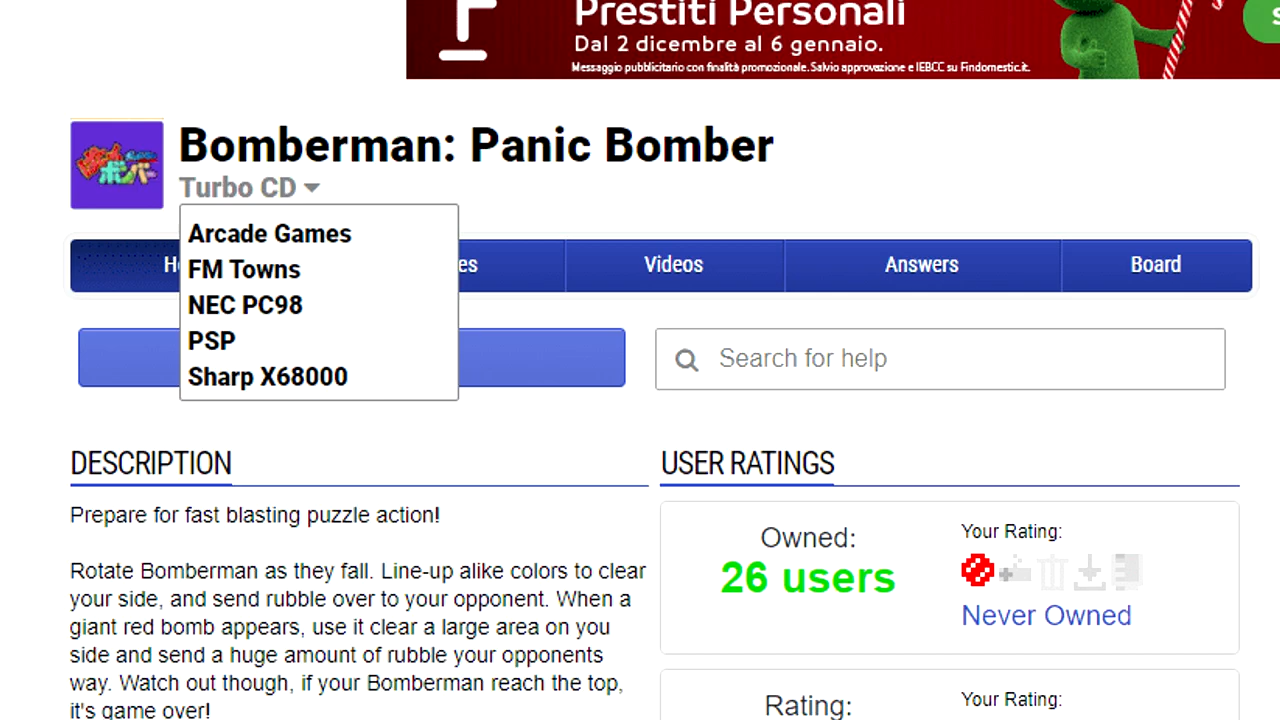 Prestiti Personali
Dal 2 dicembre al 6 gennaio.
Messaggio pubblicitario con finalità promozionale. Salvo approvazione e IEBCC su Findomestic.it.
Bomberman: Panic Bomber
Turbo CD
Arcade Games
FM Towns
NEC PC98
PSP
Sharp X68000
Videos
Answers
Board
Search for help
DESCRIPTION
Prepare for fast blasting puzzle action!
Rotate Bomberman as they fall. Line-up alike colors to clear
your side, and send rubble over to your opponent. When a
giant red bomb appears, use it clear a large area on you
side and send a huge amount of rubble your opponents
way. Watch out though, if your Bomberman reach the top,
it's game over!
USER RATINGS
Owned:
26 users
Your Rating:
Never Owned
Rating:
Your Rating: